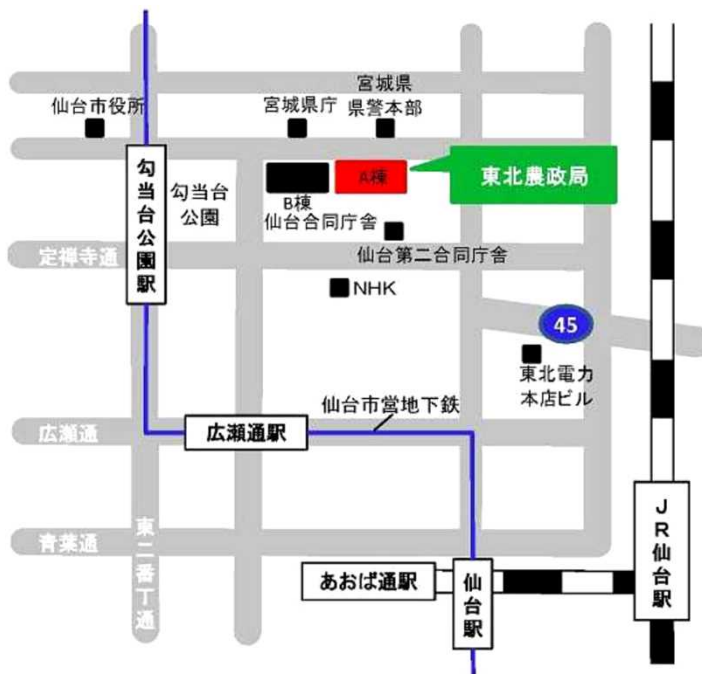 宮城県
県警本部
仙台市役所
宮城県庁
勾当台公園駅
勾当台
公園
A棟
東北農政局
B棟
仙台合同庁舎
仙台第二合同庁舎
定禅寺通
NHK
45
東北電力
本店ビル
仙台市営地下鉄
広瀬通
広瀬通駅
青葉通
東二番丁通
あおば通駅
仙台駅
JR仙台駅